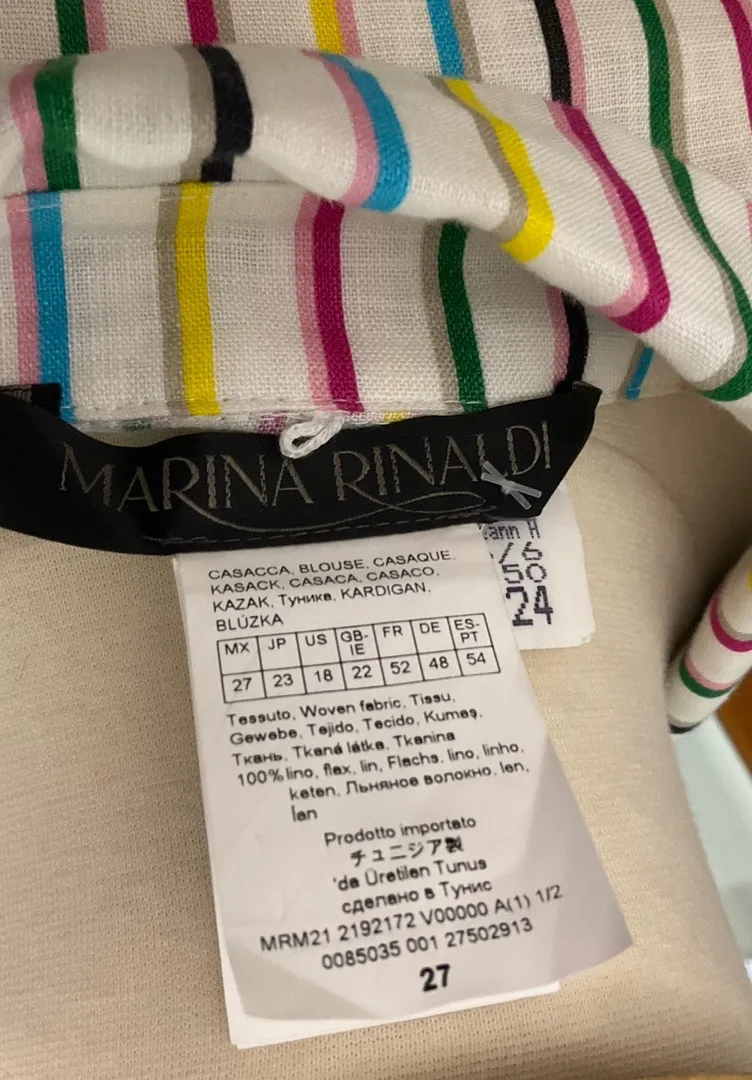 MARINA RINALDI
CASACCA, BLOUSE, CASAQUE,
KASACK, CASACA, CASACO,
KAZAK, Туника, KARDIGAN,
BLÚZKA
MX JP US GB-IE FR DE ES-PT
27 23 18 22 52 48 54
Tessuto, Woven fabric, Tissu,
Gewebe, Tejido, Tecido, Kumaş,
Ткань, Tkaná látka, Tkanina
100% lino, flax, lin, Flachs, lino, linho,
keten, Льняное волокно, len,
lan
Prodotto importato
チュニジア製
'de Üretilen Tunus
сделано в Тунис
MRM21 2192172 V00000 A(1) 1/2
0085035 001 27502913
27
/6
50
24